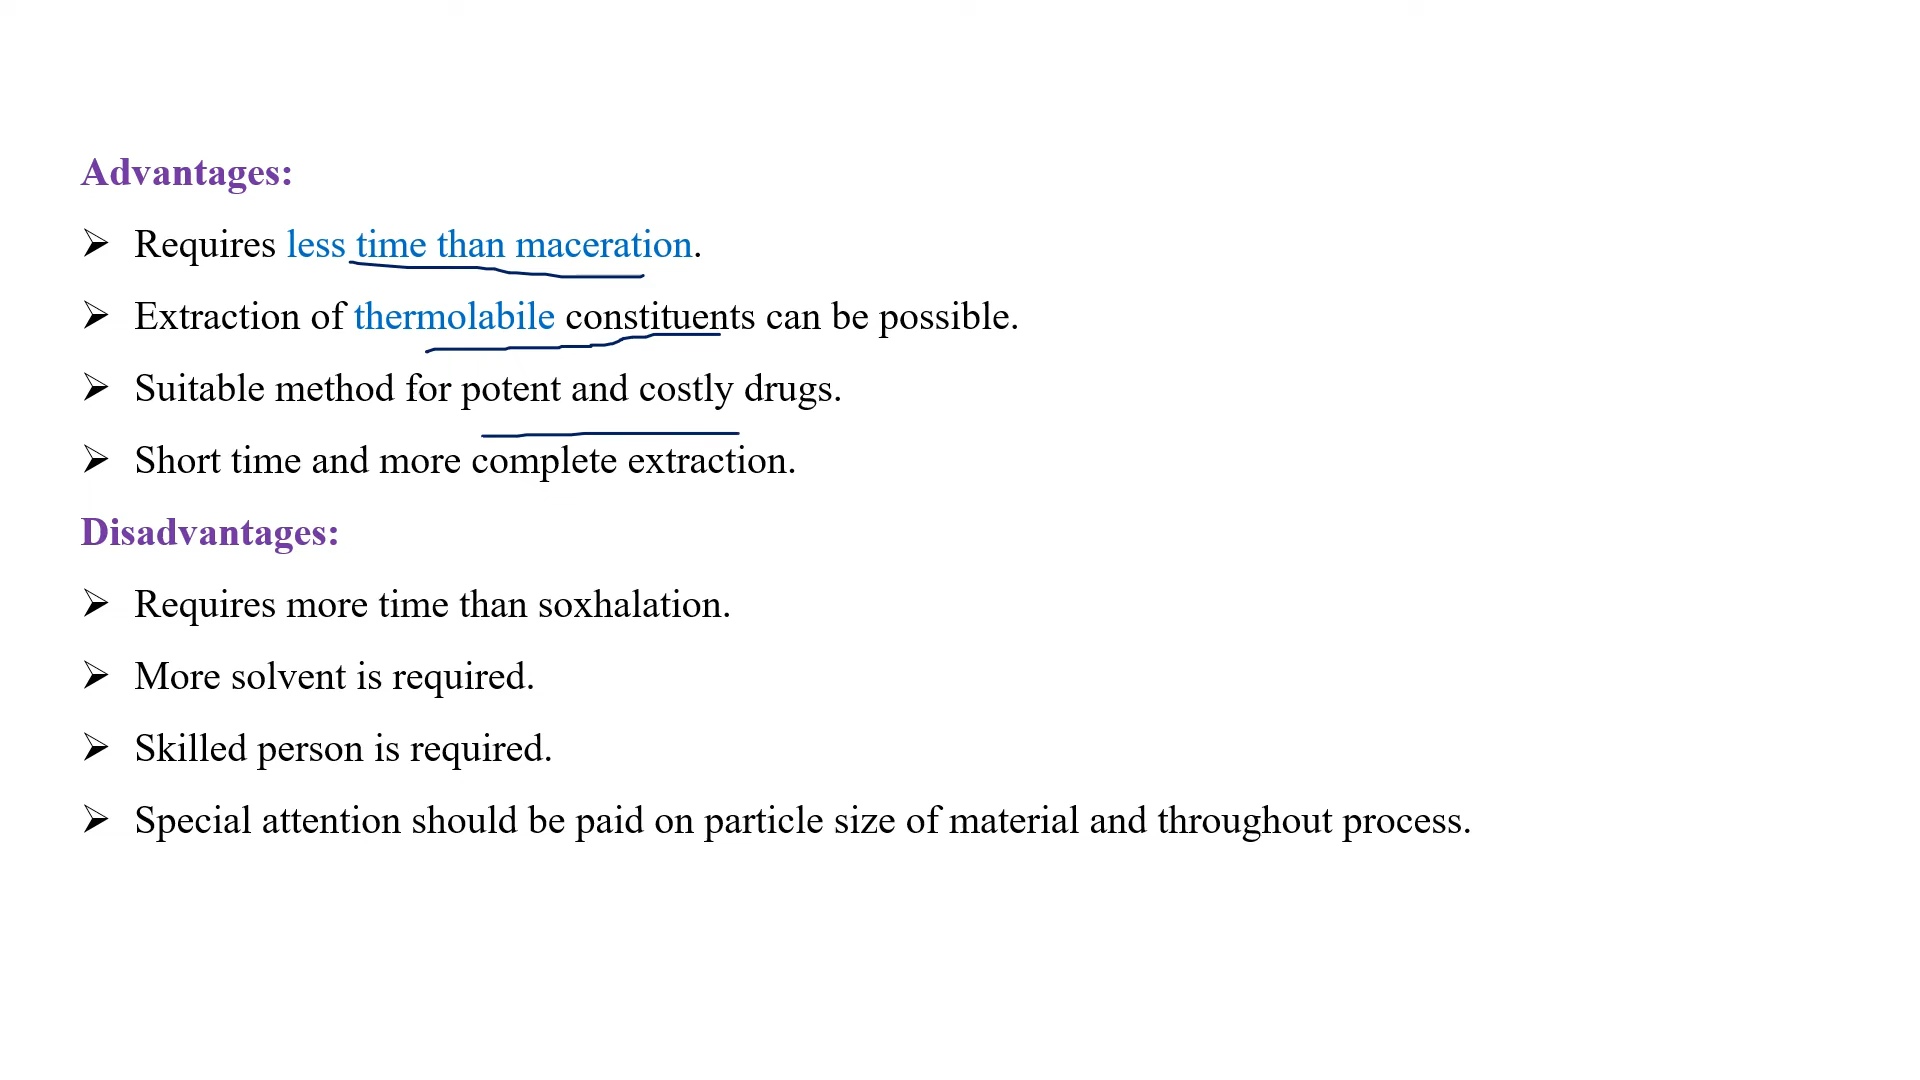 Advantages:
➢ Requires less time than maceration.
➢ Extraction of thermolabile constituents can be possible.
➢ Suitable method for potent and costly drugs.
➢ Short time and more complete extraction.
Disadvantages:
➢ Requires more time than soxhalation.
➢ More solvent is required.
➢ Skilled person is required.
➢ Special attention should be paid on particle size of material and throughout process.